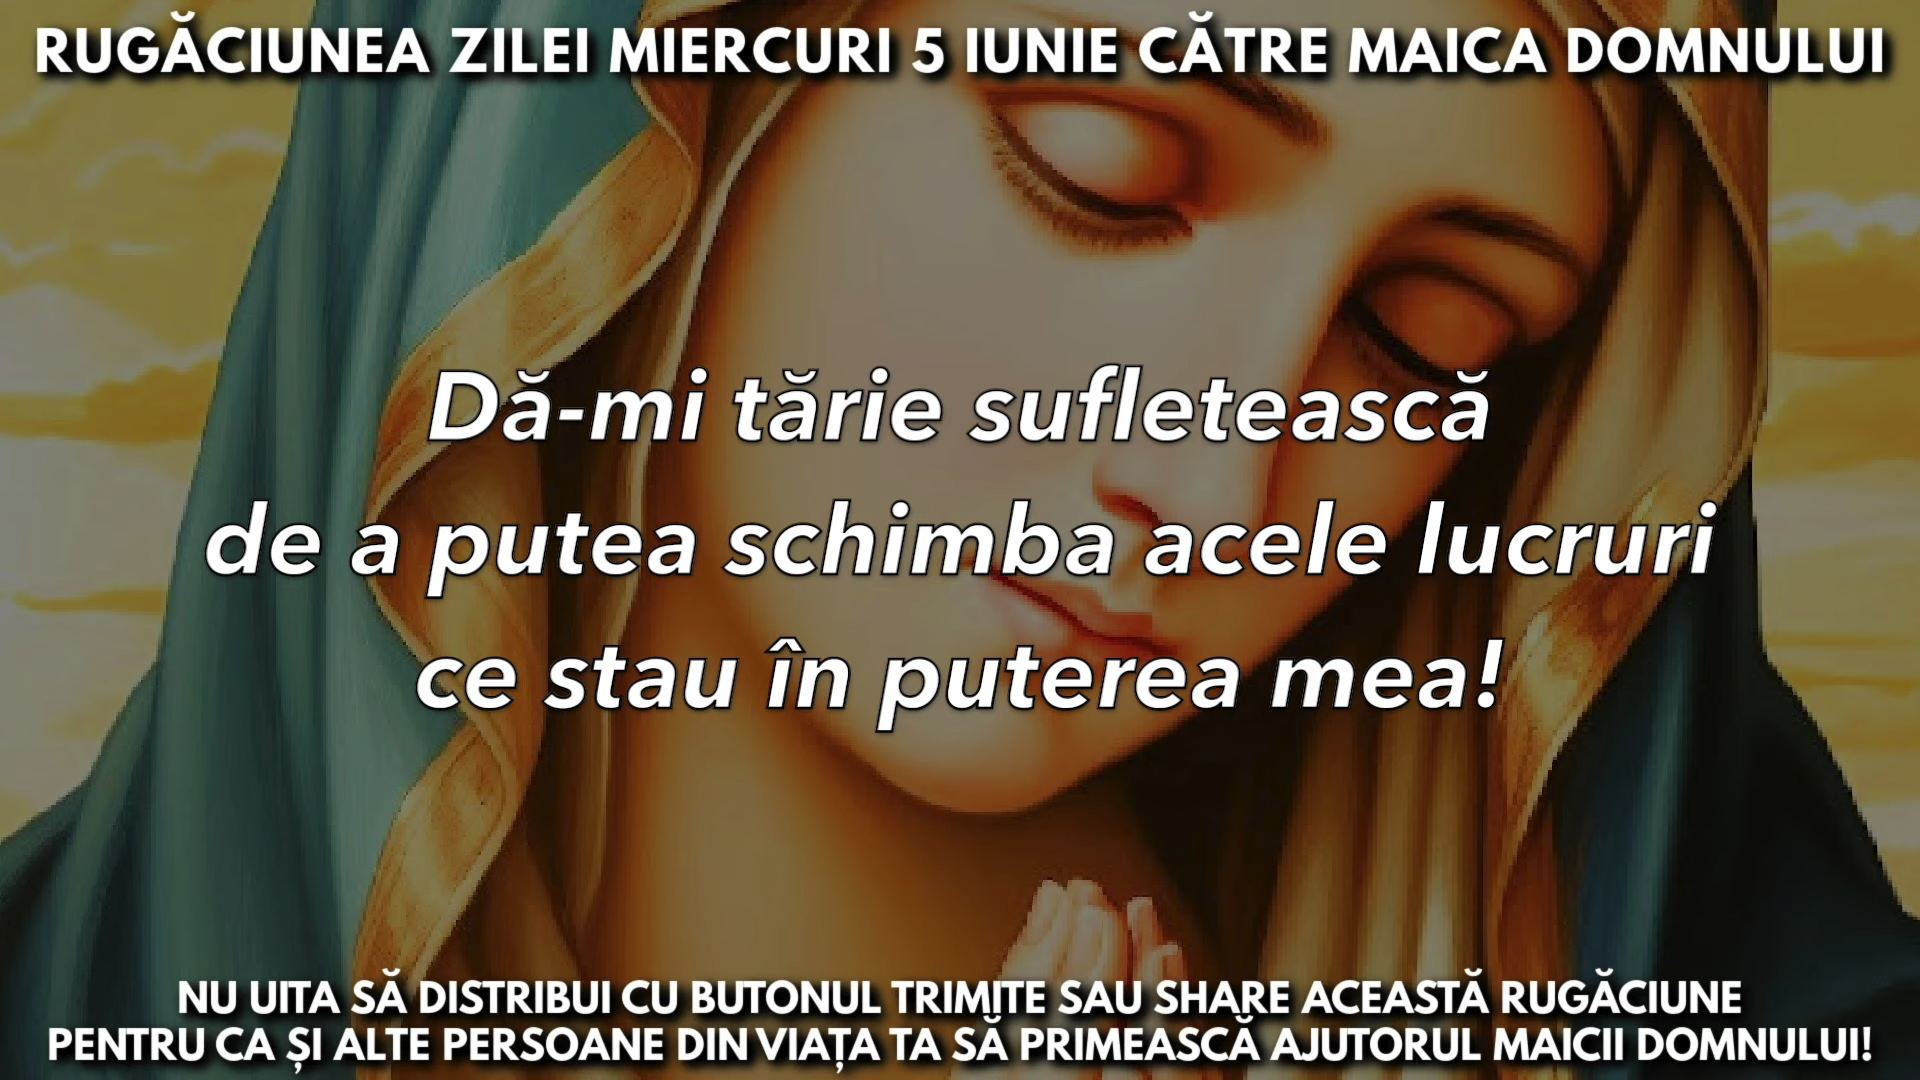 RUGĂCIUNEA ZILEI MIERCURI 5 IUNIE CĂTRE MAICA DOMNULUI
Dă-mi tărie sufletească
de a putea schimba acele lucruri
ce stau în puterea mea!
NU UITA SĂ DISTRIBUI CU BUTONUL TRIMITE SAU SHARE ACEASTĂ RUGĂCIUNE
PENTRU CA ȘI ALTE PERSOANE DIN VIAȚA TA SĂ PRIMEASCĂ AJUTORUL MAICII DOMNULUI!